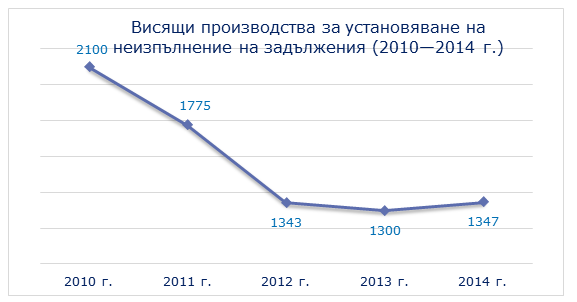 Висящи производства за установяване на
неизпълнение на задължения (2010—2014 г.)
2100
1775
1343
1300
1347
2010 г.
2011 г.
2012 г.
2013 г.
2014 г.